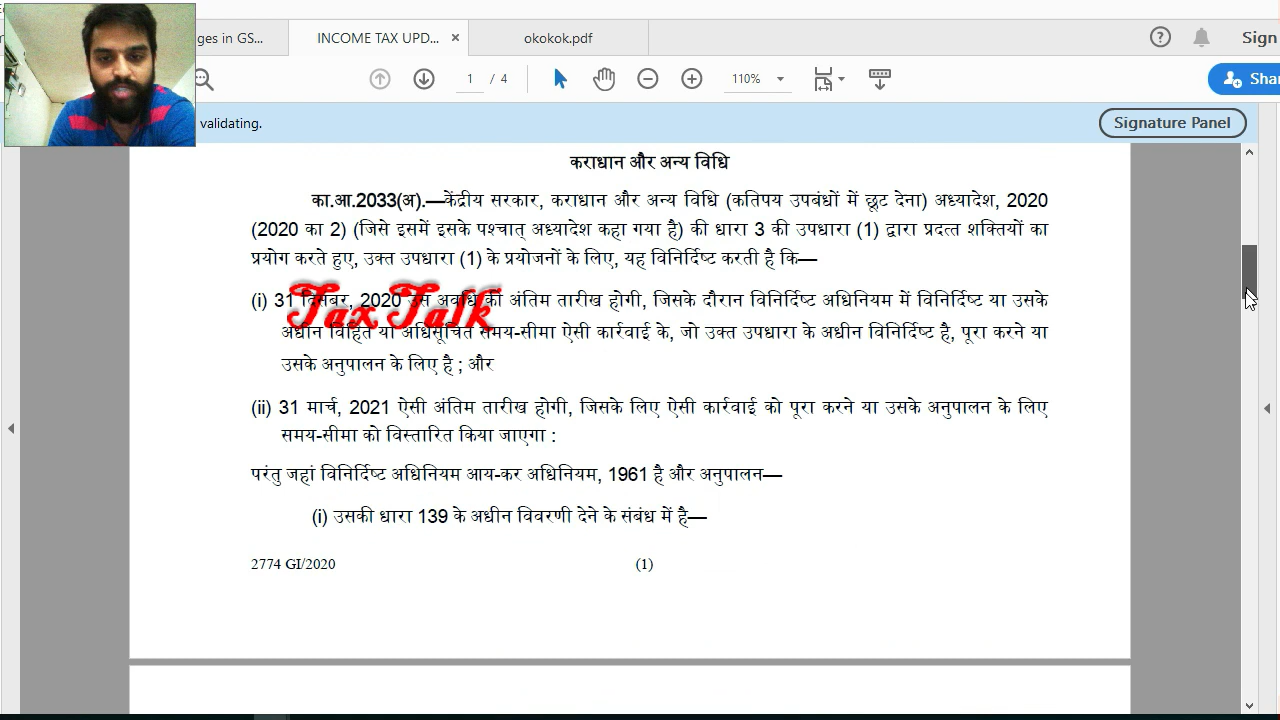 ges in GS...
INCOME TAX UPD...
okokok.pdf
Sign
1 / 4
110%
Shar
validating.
Signature Panel
कराधान और अन्य विधि
का.आ.2033(अ).—केंद्रीय सरकार, कराधान और अन्य विधि (कतिपय उपबंधों में छूट देना) अध्यादेश, 2020
(2020 का 2) (जिसे इसमें इसके पश्चात् अध्यादेश कहा गया है) की धारा 3 की उपधारा (1) द्वारा प्रदत्त शक्तियों का
प्रयोग करते हुए, उक्त उपधारा (1) के प्रयोजनों के लिए, यह विनिर्दिष्ट करती है कि—
(i) 31 दिसंबर, 2020 उस अवधि की अंतिम तारीख होगी, जिसके दौरान विनिर्दिष्ट अधिनियम में विनिर्दिष्ट या उसके
Tax Talk
अधीन विहित या अधिसूचित समय-सीमा ऐसी कार्रवाई के, जो उक्त उपधारा के अधीन विनिर्दिष्ट है, पूरा करने या
उसके अनुपालन के लिए है ; और
(ii) 31 मार्च, 2021 ऐसी अंतिम तारीख होगी, जिसके लिए ऐसी कार्रवाई को पूरा करने या उसके अनुपालन के लिए
समय-सीमा को विस्तारित किया जाएगा :
परंतु जहां विनिर्दिष्ट अधिनियम आय-कर अधिनियम, 1961 है और अनुपालन—
(i) उसकी धारा 139 के अधीन विवरणी देने के संबंध में है—
2774 GI/2020
(1)